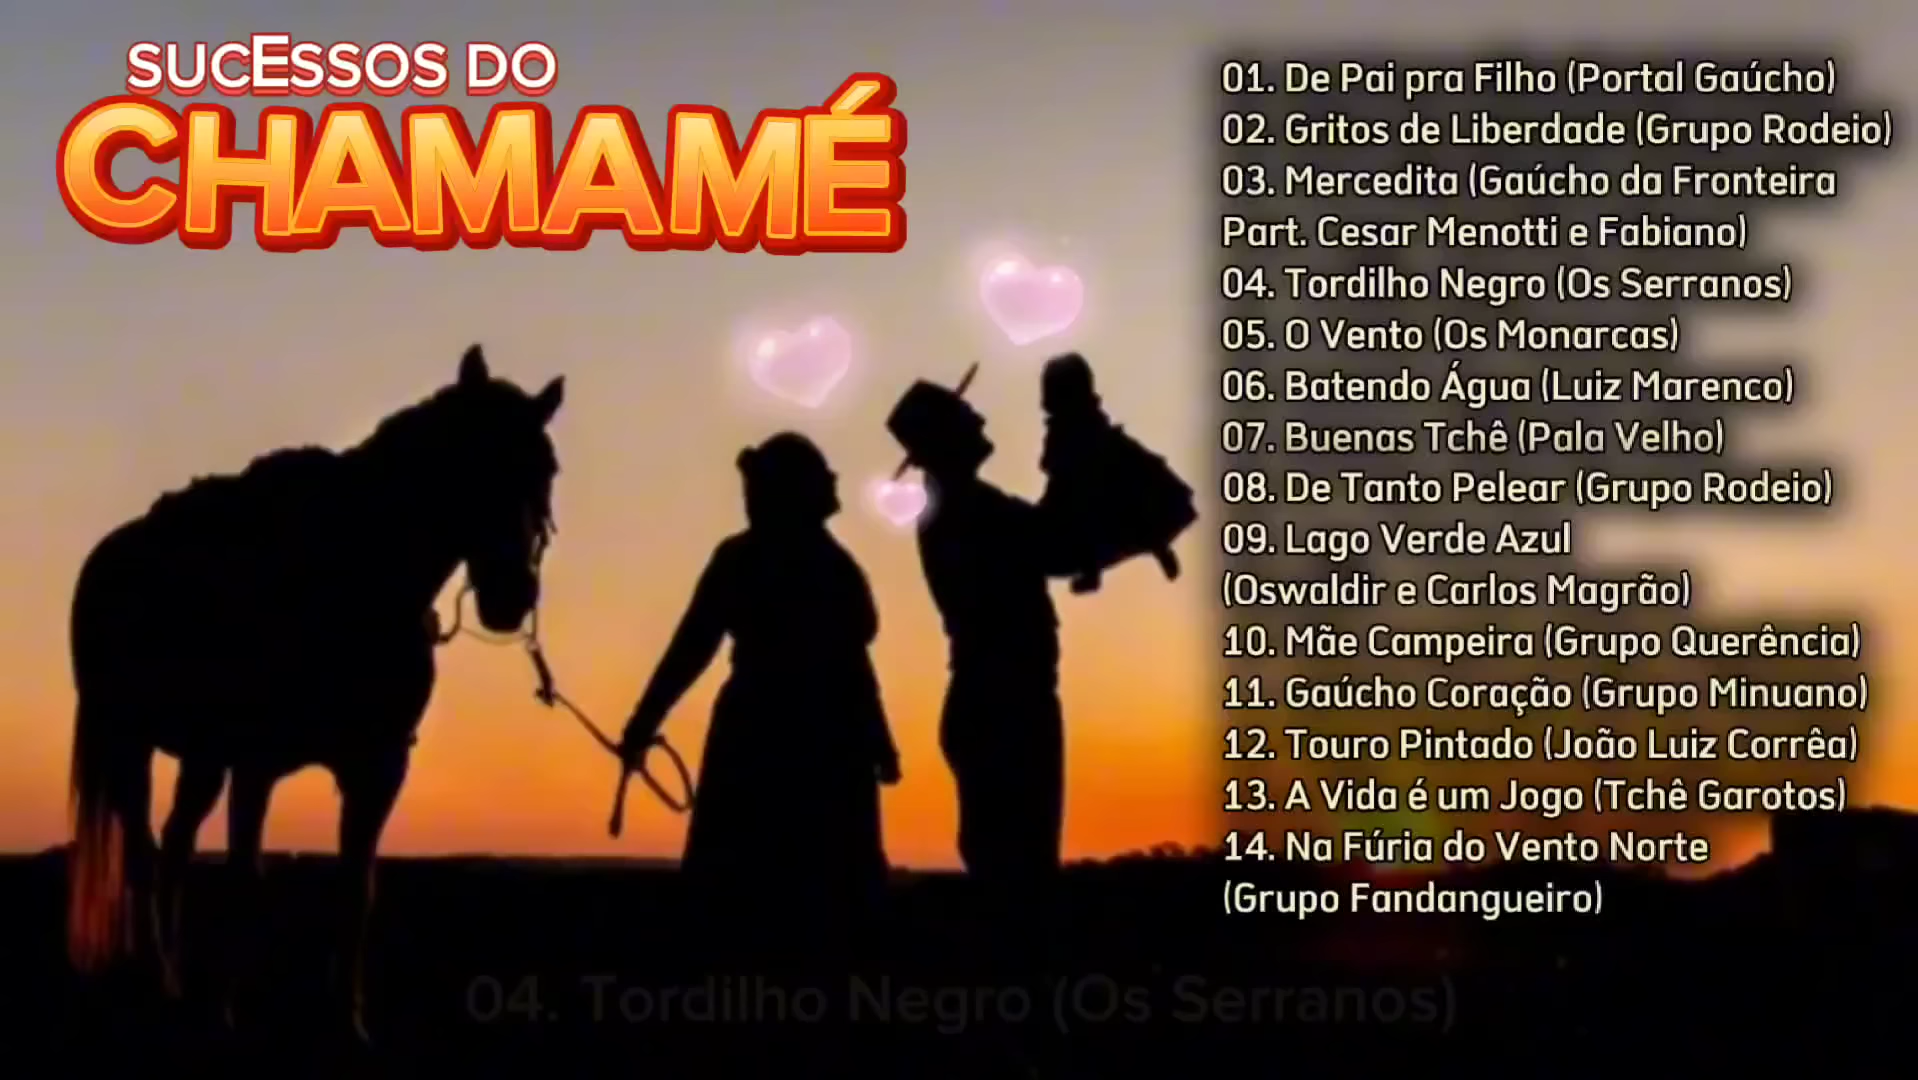 SUCESSOS DO
CHAMAMÉ
01. De Pai pra Filho (Portal Gaúcho)
02. Gritos de Liberdade (Grupo Rodeio)
03. Mercedita (Gaúcho da Fronteira
Part. Cesar Menotti e Fabiano)
04. Tordilho Negro (Os Serranos)
05. O Vento (Os Monarcas)
06. Batendo Água (Luiz Marenco)
07. Buenas Tchê (Pala Velho)
08. De Tanto Pelear (Grupo Rodeio)
09. Lago Verde Azul
(Oswaldir e Carlos Magrão)
10. Mãe Campeira (Grupo Querência)
11. Gaúcho Coração (Grupo Minuano)
12. Touro Pintado (João Luiz Corrêa)
13. A Vida é um Jogo (Tchê Garotos)
14. Na Fúria do Vento Norte
(Grupo Fandangueiro)
04. Tordilho Negro (Os Serranos)